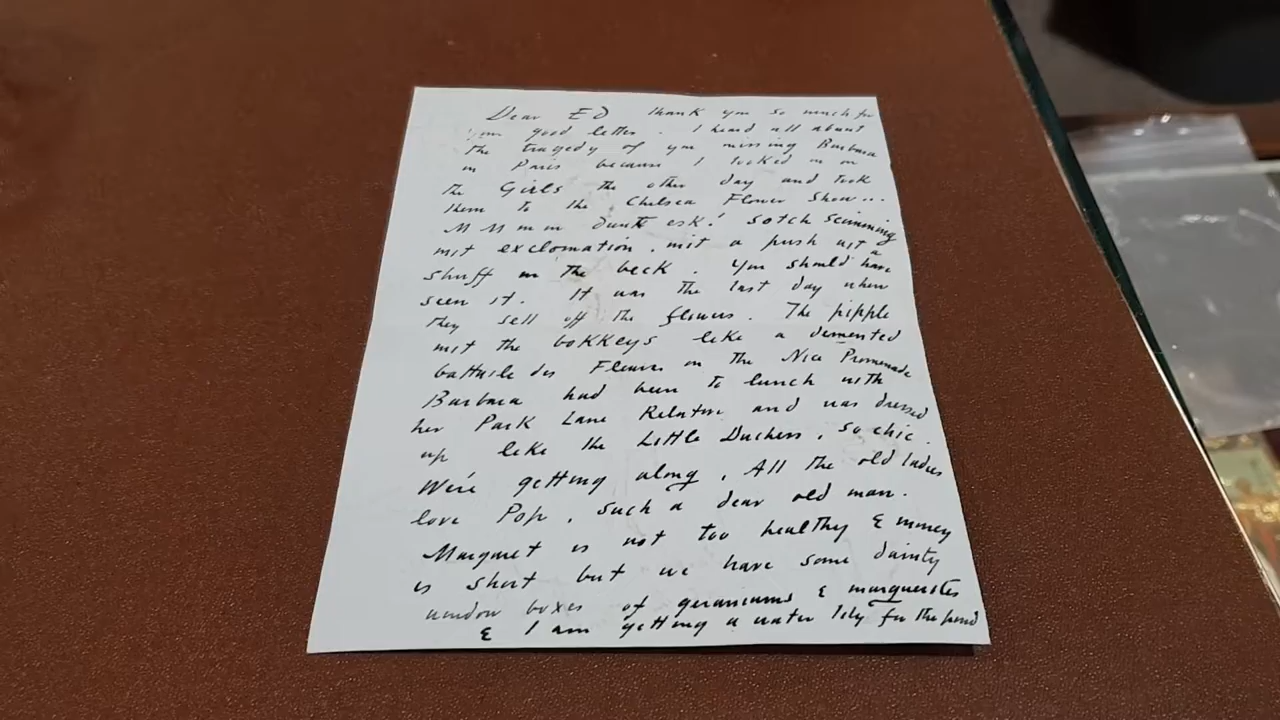 Dear ED thank you so much for
your good letter. I heard all about
the tragedy of you missing Barbara
in Paris because I looked in on
the Girls the other day and took
them to the Chelsea Flower Show...
MMmm dunt esk! Sotch scimming
mit exclomation, mit a push mit a
shuff in the beck. You should have
seen it. It was the last day when
they sell off the flowers. The pipple
mit the boKKeys like a demented
battaile des Fleurs on the Nice Promenade
Barbara had been to lunch with
her Park Lane Relative and was dressed
up like the Little Duchess, so chic.
We're getting along, All the old ladies
love Pop, such a dear old man.
Margaret is not too healthy & money
is short but we have some dainty
window boxes of geraniums & marguerites
& I am getting a water lily for the pond